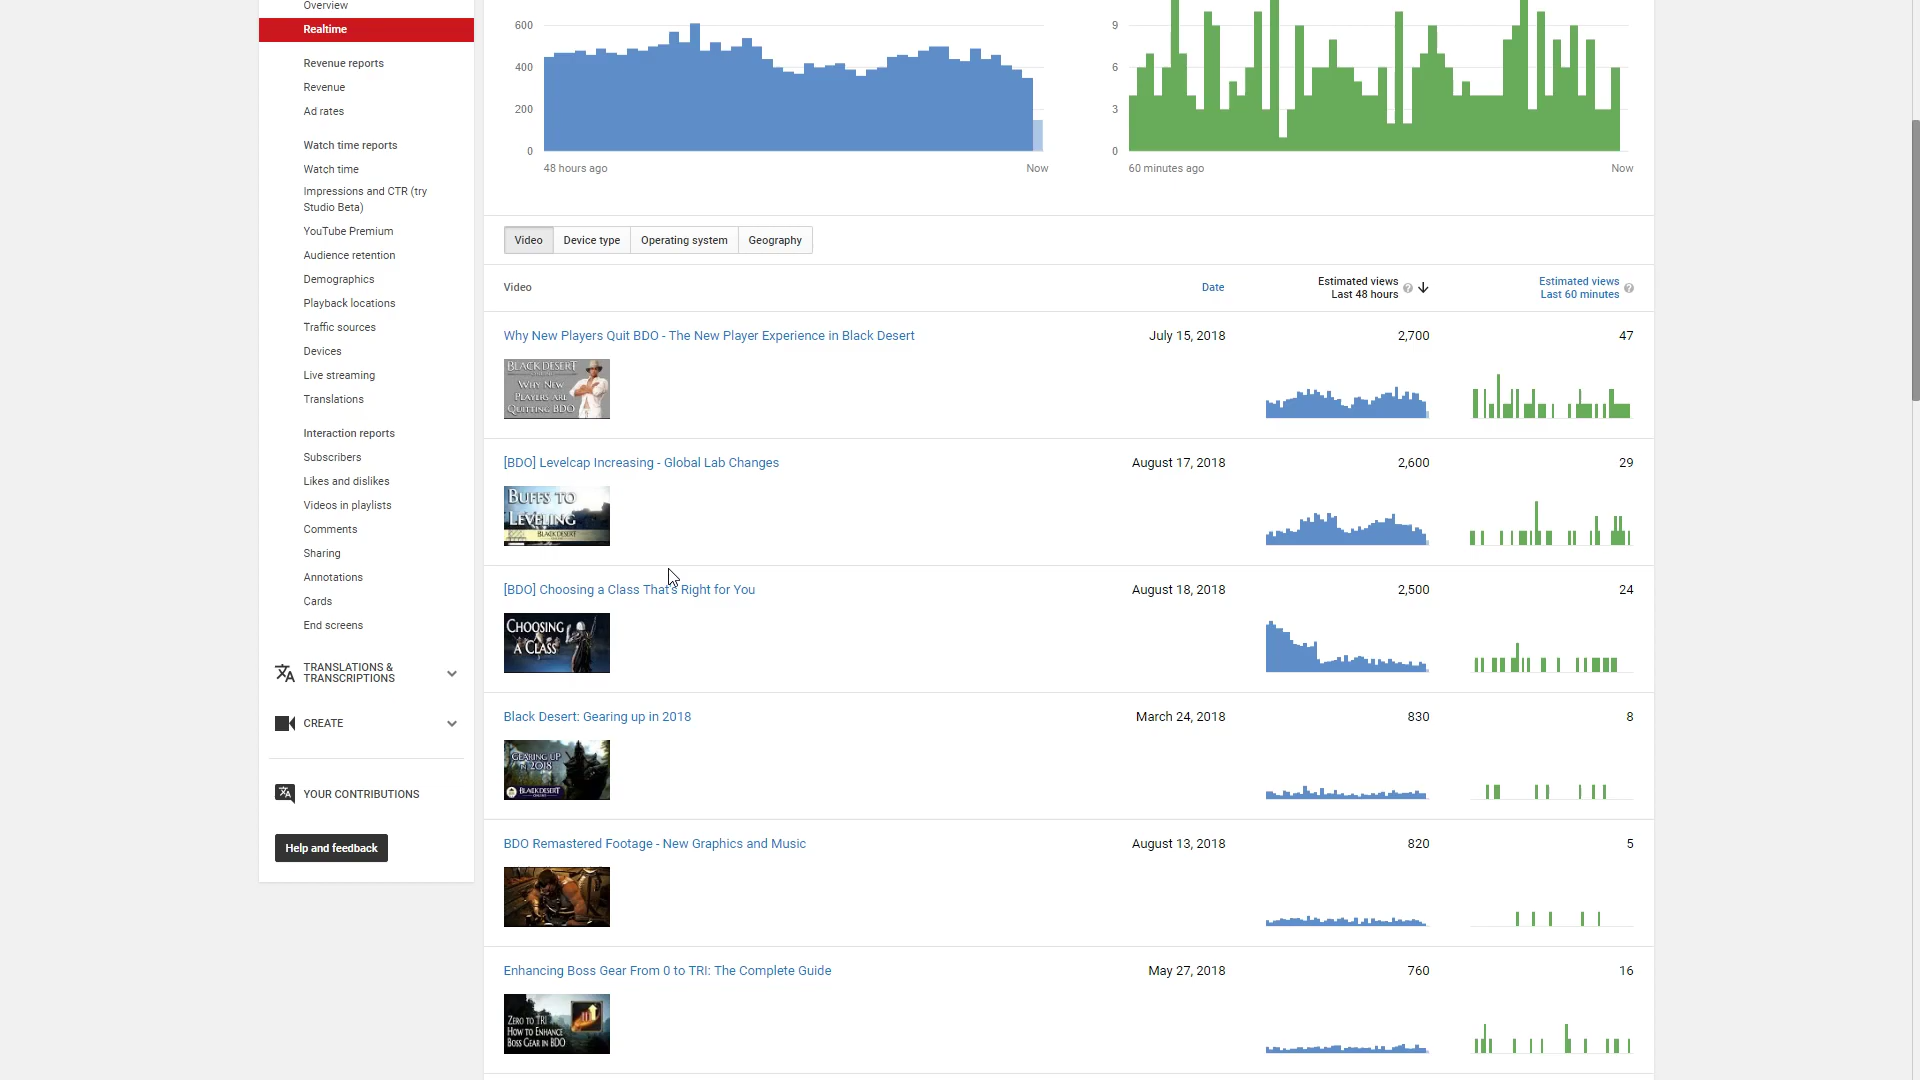 Overview
Realtime
Revenue reports
Revenue
Ad rates
Watch time reports
Watch time
Impressions and CTR (try
Studio Beta)
YouTube Premium
Audience retention
Demographics
Playback locations
Traffic sources
Devices
Live streaming
Translations
Interaction reports
Subscribers
Likes and dislikes
Videos in playlists
Comments
Sharing
Annotations
Cards
End screens
TRANSLATIONS &
TRANSCRIPTIONS
CREATE
YOUR CONTRIBUTIONS
Help and feedback
600
400
200
0
48 hours ago Now
9
6
3
0
60 minutes ago Now
Video Device type Operating system Geography
Video Date Estimated views Last 48 hours ? Estimated views Last 60 minutes ?
Why New Players Quit BDO - The New Player Experience in Black Desert July 15, 2018 2,700 47
BLACK DESERT
WHY NEW
PLAYERS ARE
QUITTING BDO
[BDO] Levelcap Increasing - Global Lab Changes August 17, 2018 2,600 29
BUFFS TO
LEVELING
BLACK DESERT
[BDO] Choosing a Class That's Right for You August 18, 2018 2,500 24
CHOOSING
A CLASS
Black Desert: Gearing up in 2018 March 24, 2018 830 8
GEARING UP
IN 2018
BLACK DESERT
BDO Remastered Footage - New Graphics and Music August 13, 2018 820 5
Enhancing Boss Gear From 0 to TRI: The Complete Guide May 27, 2018 760 16
ZERO TO TRI
HOW TO ENHANCE
BOSS GEAR IN BDO